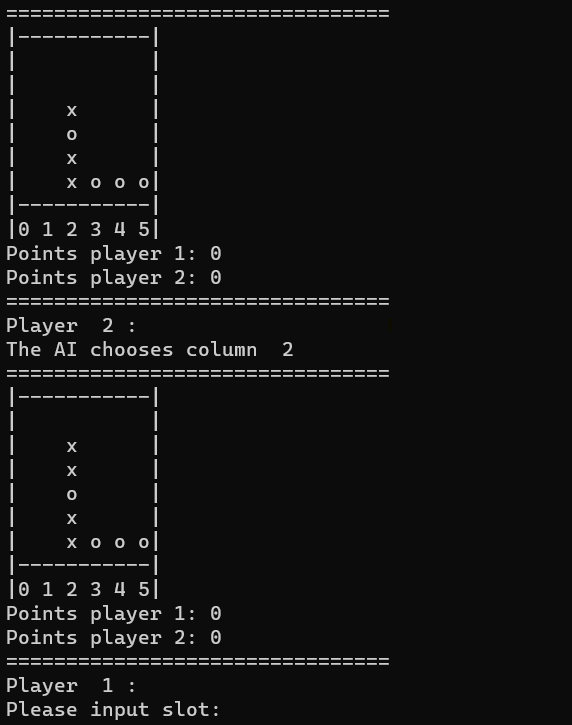 ================================
|-----------|
|           |
|           |
|    x      |
|    o      |
|    x      |
|    x o o o|
|-----------|
|0 1 2 3 4 5|
Points player 1: 0
Points player 2: 0
================================
Player  2 :
The AI chooses column  2
================================
|-----------|
|           |
|    x      |
|    x      |
|    o      |
|    x      |
|    x o o o|
|-----------|
|0 1 2 3 4 5|
Points player 1: 0
Points player 2: 0
================================
Player  1 :
Please input slot: